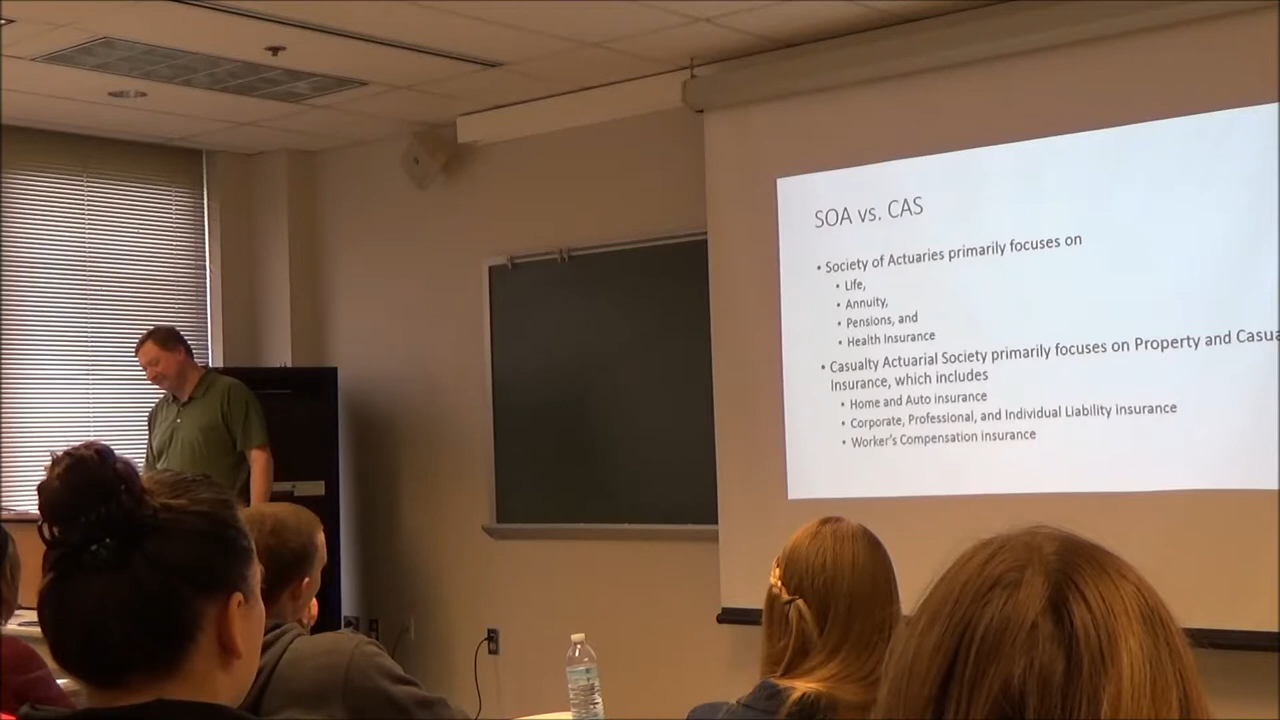 SOA vs. CAS
• Society of Actuaries primarily focuses on
• Life,
• Annuity,
• Pensions, and
• Health Insurance
• Casualty Actuarial Society primarily focuses on Property and Casua
Insurance, which includes
• Home and Auto insurance
• Corporate, Professional, and Individual Liability insurance
• Worker's Compensation insurance